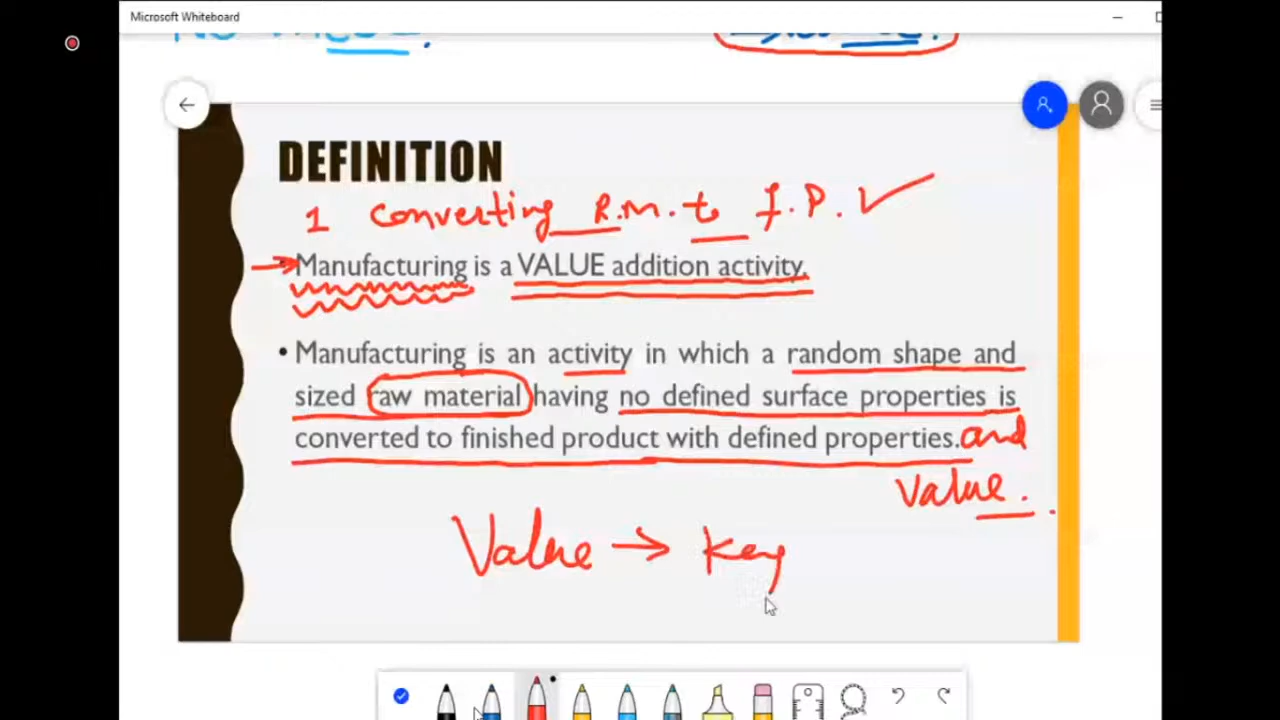 Microsoft Whiteboard
DEFINITION
1 Converting R.M. to f.P.
Manufacturing is a VALUE addition activity.
• Manufacturing is an activity in which a random shape and
sized raw material having no defined surface properties is
converted to finished product with defined properties. and
Value.
Value → Key